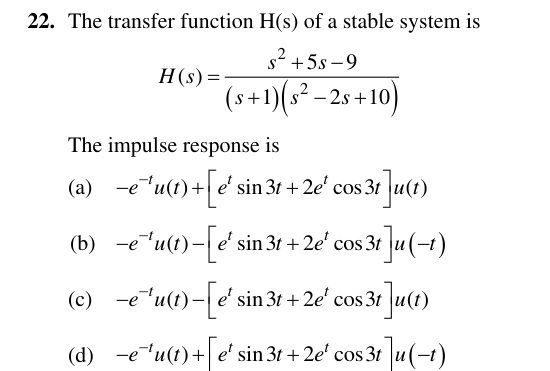 22. The transfer function H(s) of a stable system is
H(s) = \frac{s^2 + 5s - 9}{(s+1)(s^2 - 2s + 10)}
The impulse response is
(a) -e^{-t}u(t) + [e^t sin 3t + 2e^t cos 3t]u(t)
(b) -e^{-t}u(t) - [e^t sin 3t + 2e^t cos 3t]u(-t)
(c) -e^{-t}u(t) - [e^t sin 3t + 2e^t cos 3t]u(t)
(d) -e^{-t}u(t) + [e^t sin 3t + 2e^t cos 3t]u(-t)